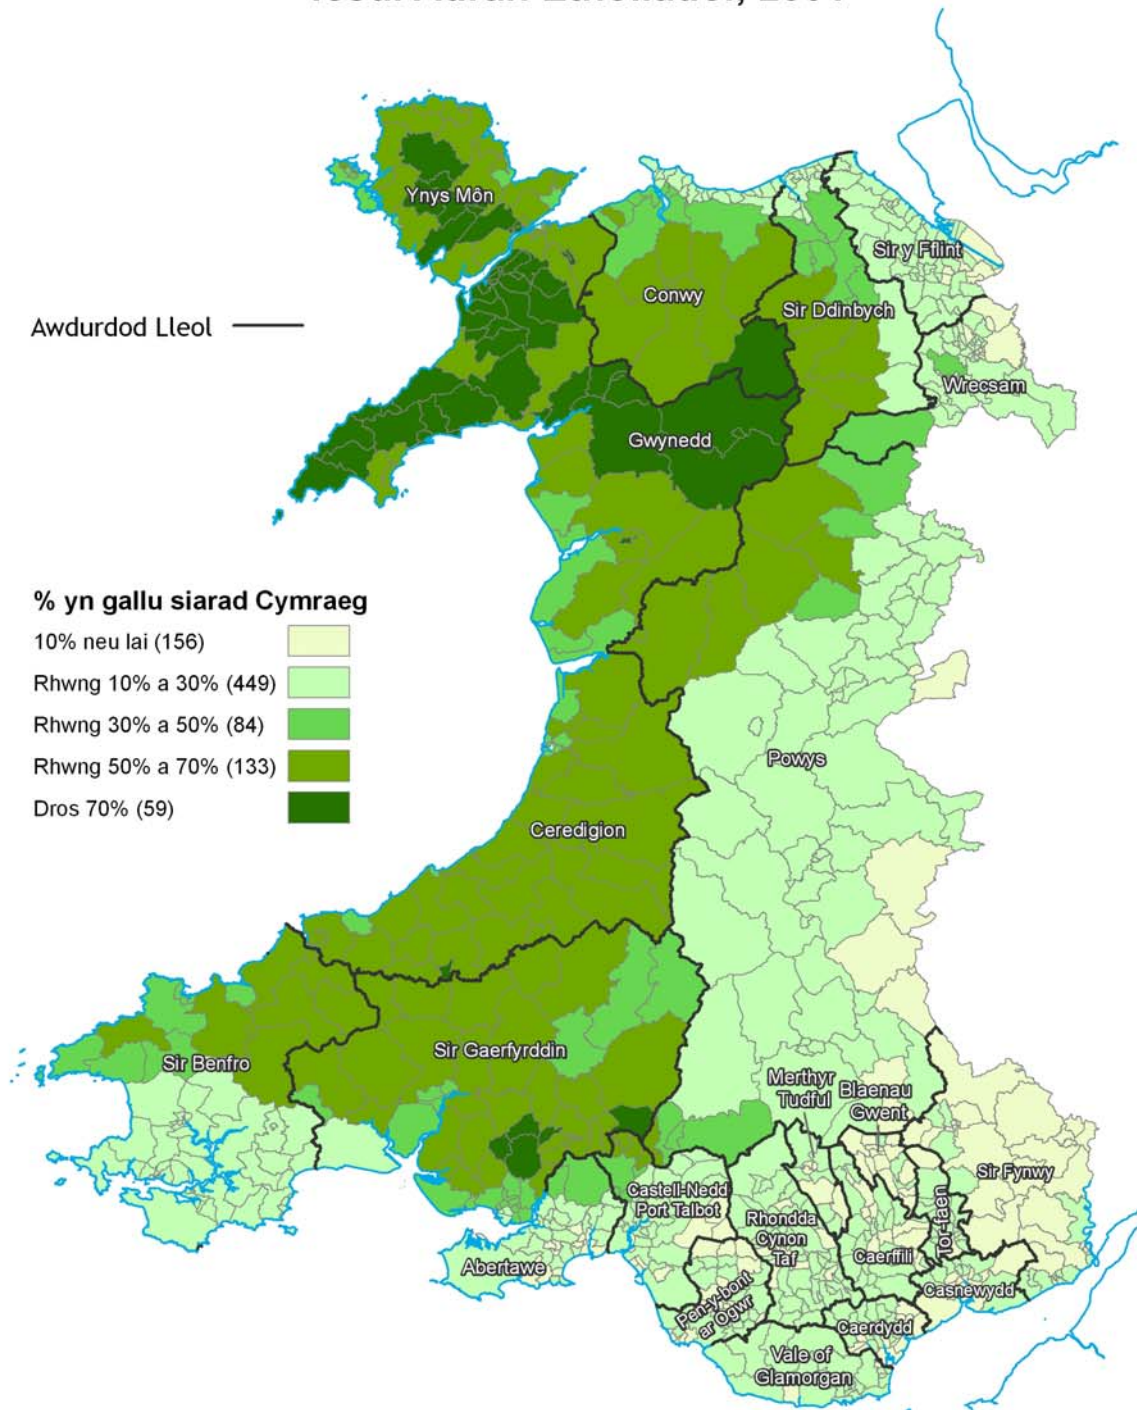 Ynys Môn
Sir y Fflint
Conwy
Sir Ddinbych
Awdurdod Lleol
Wrecsam
Gwynedd
% yn gallu siarad Cymraeg
10% neu lai (156)
Rhwng 10% a 30% (449)
Rhwng 30% a 50% (84)
Rhwng 50% a 70% (133)
Dros 70% (59)
Powys
Ceredigion
Sir Gaerfyrddin
Sir Benfro
Merthyr
Tudful
Blaenau
Gwent
Sir Fynwy
Castell-Nedd
Port Talbot
Rhondda
Cynon
Taf
Tor-faen
Caerffili
Abertawe
Casnewydd
Pen-y-bont
ar Ogwr
Caerdydd
Vale of
Glamorgan